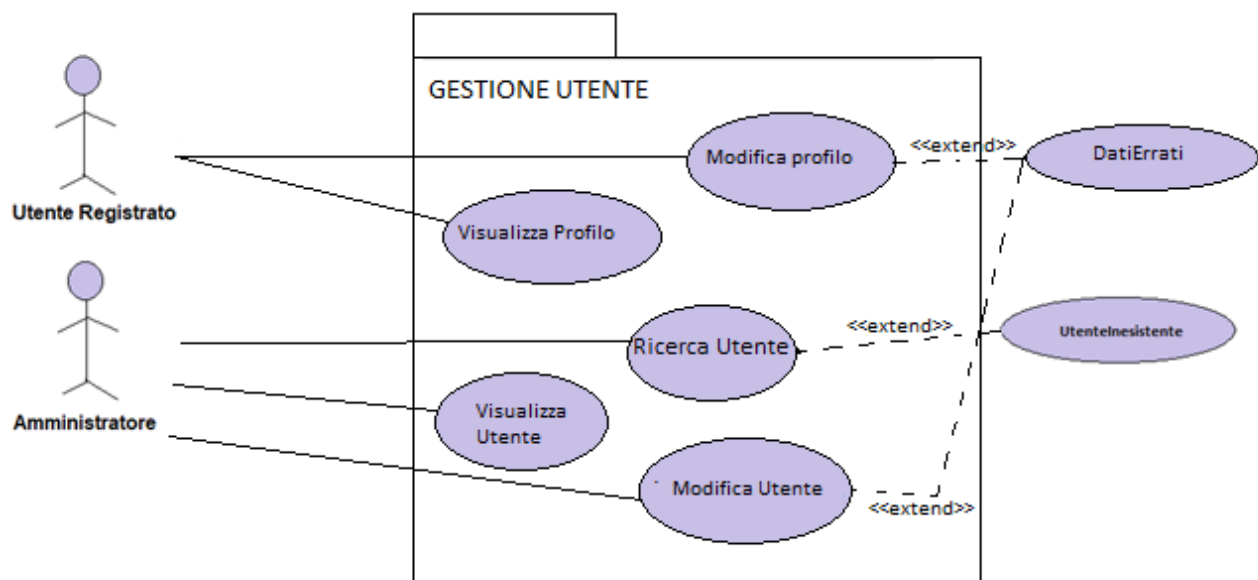 GESTIONE UTENTE
Modifica profilo
<<extend>>
DatiErrati
Utente Registrato
Visualizza Profilo
Ricerca Utente
<<extend>>
UtenteInesistente
Amministratore
Visualizza
Utente
Modifica Utente
<<extend>>